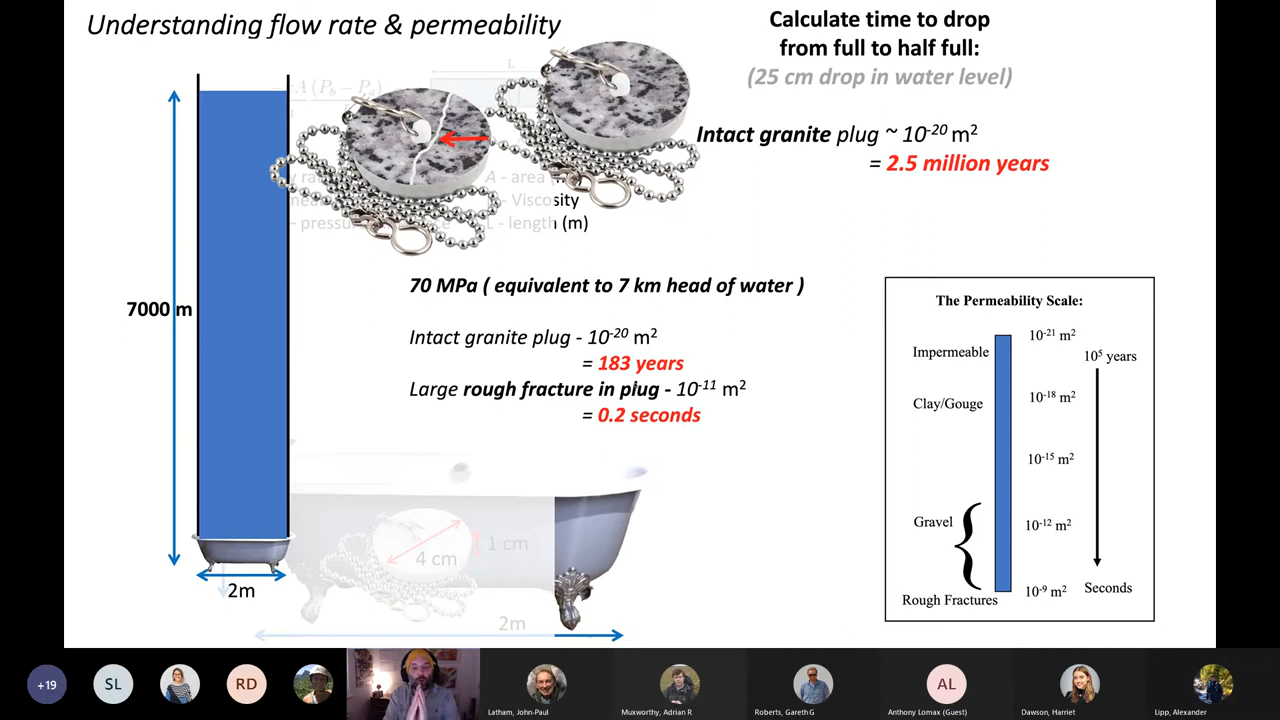 Understanding flow rate & permeability
Calculate time to drop
from full to half full:
(25 cm drop in water level)
Intact granite plug ~ 10⁻²⁰ m²
= 2.5 million years
L
A (Pb – Pa)
A - area
Viscosity
L - length (m)
7000 m
70 MPa ( equivalent to 7 km head of water )
Intact granite plug - 10⁻²⁰ m²
= 183 years
Large rough fracture in plug - 10⁻¹¹ m²
= 0.2 seconds
The Permeability Scale:
10⁻²¹ m²
Impermeable
10⁵ years
10⁻¹⁸ m²
Clay/Gouge
10⁻¹⁵ m²
Gravel
10⁻¹² m²
10⁻⁹ m²
Seconds
Rough Fractures
4 cm
1 cm
2m
2m
+19
SL
RD
AL
Latham, John-Paul
Muxworthy, Adrian R
Roberts, Gareth G
Anthony Lomax (Guest)
Dawson, Harriet
Lipp, Alexander